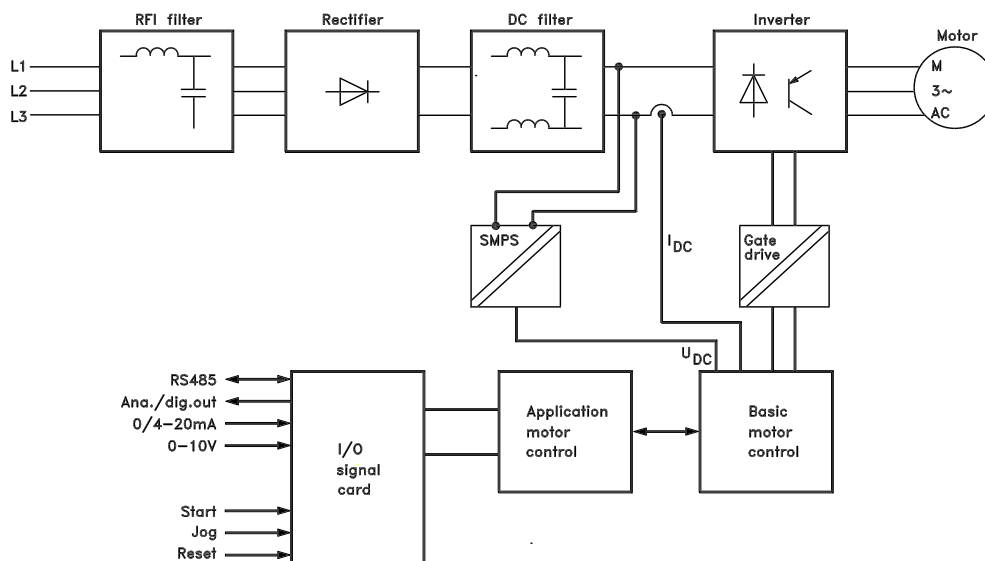 RFI filter
Rectifier
DC filter
Inverter
Motor
L1
L2
L3
M
3~
AC
SMPS
I DC
Gate
drive
U DC
RS485
Ana./dig.out
0/4-20mA
0-10V
Start
Jog
Reset
I/O
signal
card
Application
motor
control
Basic
motor
control